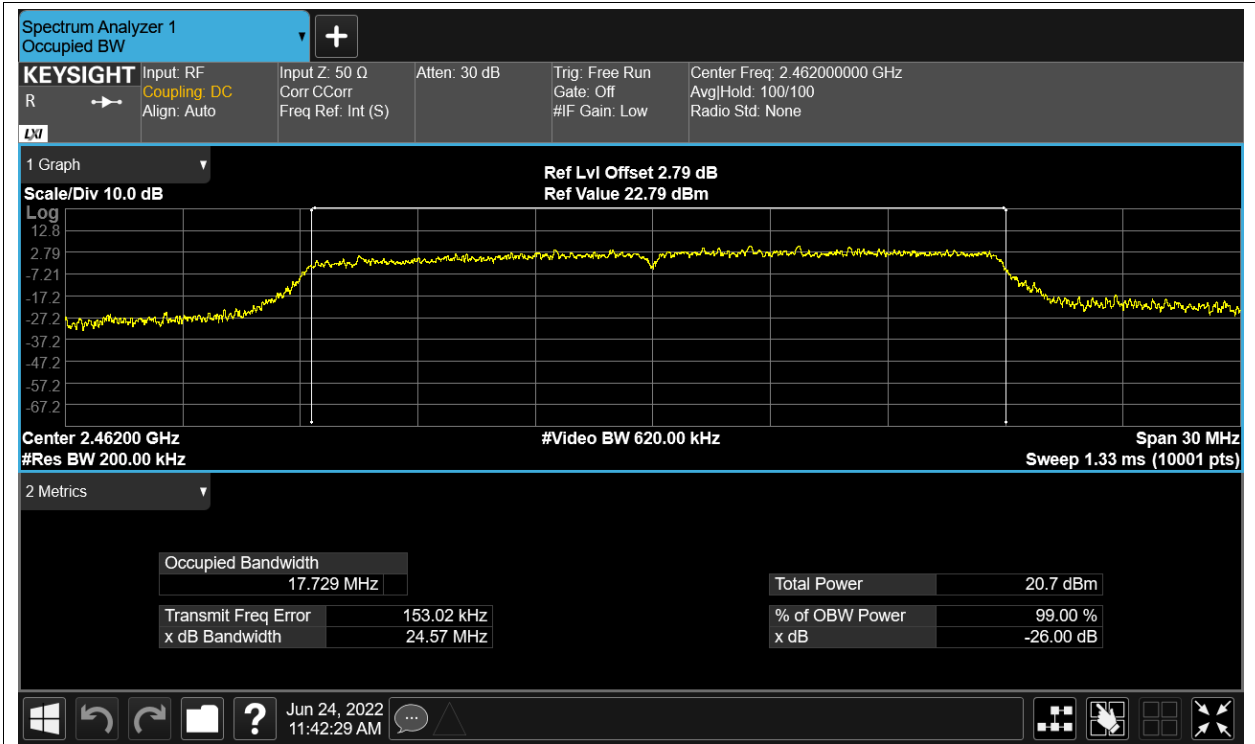 Spectrum Analyzer 1
Occupied BW
KEYSIGHT
R
LXI
Input: RF
Coupling: DC
Align: Auto
Input Z: 50 Ω
Corr CCorr
Freq Ref: Int (S)
Atten: 30 dB
Trig: Free Run
Gate: Off
#IF Gain: Low
Center Freq: 2.462000000 GHz
Avg|Hold: 100/100
Radio Std: None
1 Graph
Scale/Div 10.0 dB
Ref Lvl Offset 2.79 dB
Ref Value 22.79 dBm
Log
12.8
2.79
-7.21
-17.2
-27.2
-37.2
-47.2
-57.2
-67.2
Center 2.46200 GHz
#Res BW 200.00 kHz
#Video BW 620.00 kHz
Span 30 MHz
Sweep 1.33 ms (10001 pts)
2 Metrics
Occupied Bandwidth
17.729 MHz
Transmit Freq Error 153.02 kHz
x dB Bandwidth 24.57 MHz
Total Power 20.7 dBm
% of OBW Power 99.00 %
x dB -26.00 dB
?
Jun 24, 2022
11:42:29 AM